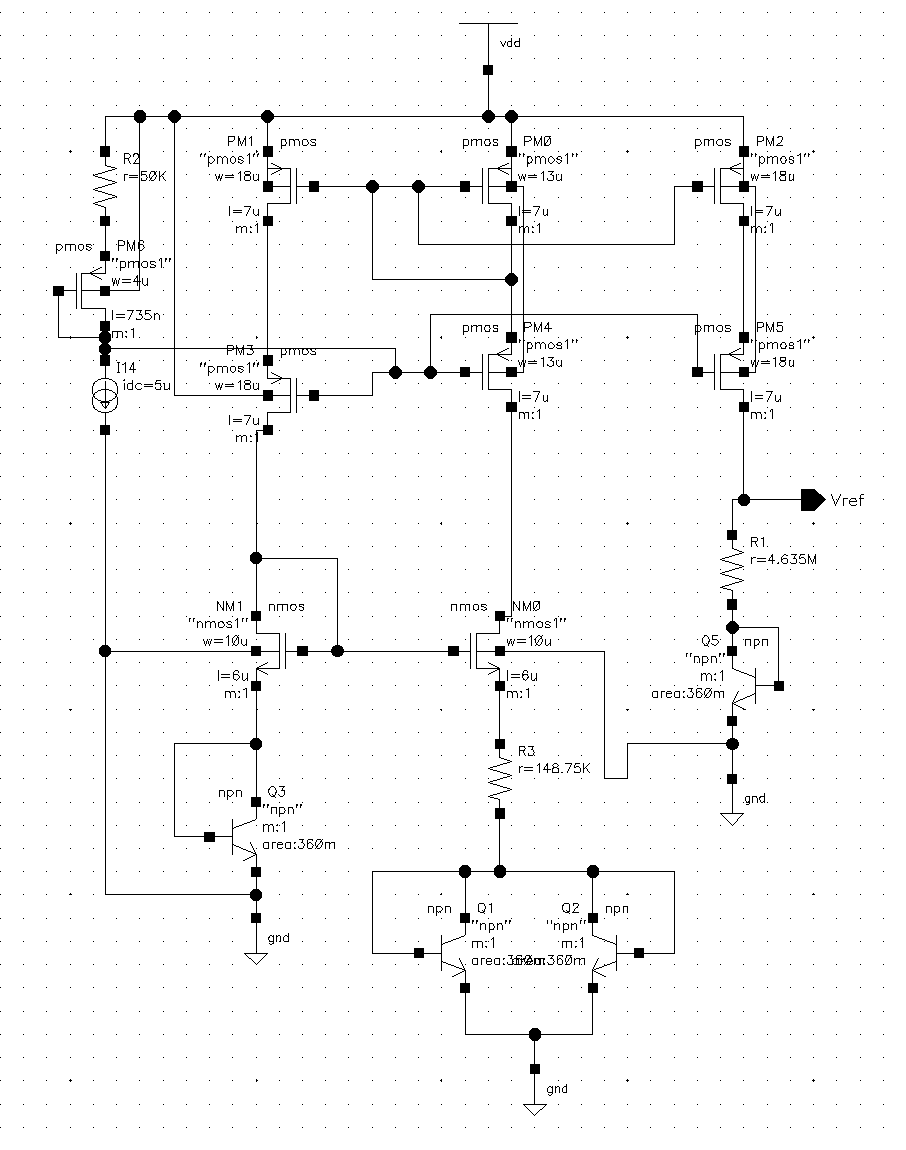 vdd
PM1 pmos
"pmos1"
w=18u
l=7u
m:1
pmos PM0
"pmos1"
w=13u
l=7u
m:1
pmos PM2
"pmos1"
w=18u
l=7u
m:1
R2
r=50K
pmos PM6
"pmos1"
w=4u
l=735n
m:1
I14
idc=5u
PM3 pmos
"pmos1"
w=18u
l=7u
m:1
pmos PM4
"pmos1"
w=13u
l=7u
m:1
pmos PM5
"pmos1"
w=18u
l=7u
m:1
Vref
R1
r=4.635M
NM1 nmos
"nmos1"
w=10u
l=6u
m:1
nmos NM0
"nmos1"
w=10u
l=6u
m:1
Q5 npn
"npn"
m:1
area:360m
gnd
R3
r=148.75K
npn Q3
"npn"
m:1
area:360m
gnd
npn Q1
"npn"
m:1
area:360m
Q2 npn
"npn"
m:1
area:360m
gnd